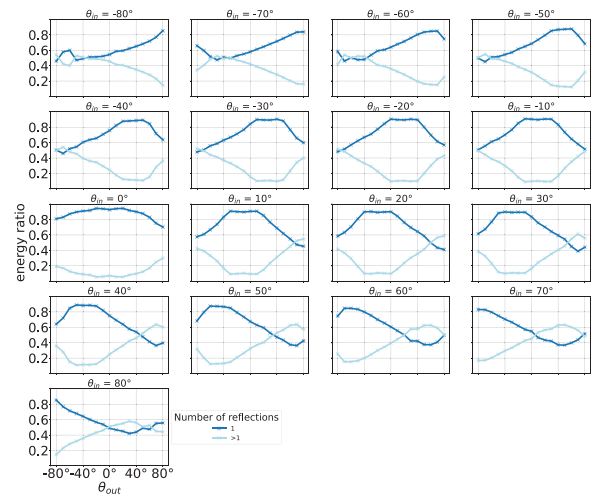 θin = -80°
θin = -70°
θin = -60°
θin = -50°
0.8
0.6
0.4
0.2
θin = -40°
θin = -30°
θin = -20°
θin = -10°
0.8
0.6
0.4
0.2
θin = 0°
θin = 10°
θin = 20°
θin = 30°
energy ratio
0.8
0.6
0.4
0.2
θin = 40°
θin = 50°
θin = 60°
θin = 70°
0.8
0.6
0.4
0.2
θin = 80°
0.8
0.6
0.4
0.2
Number of reflections
1
>1
-80° -40° 0° 40° 80°
θout